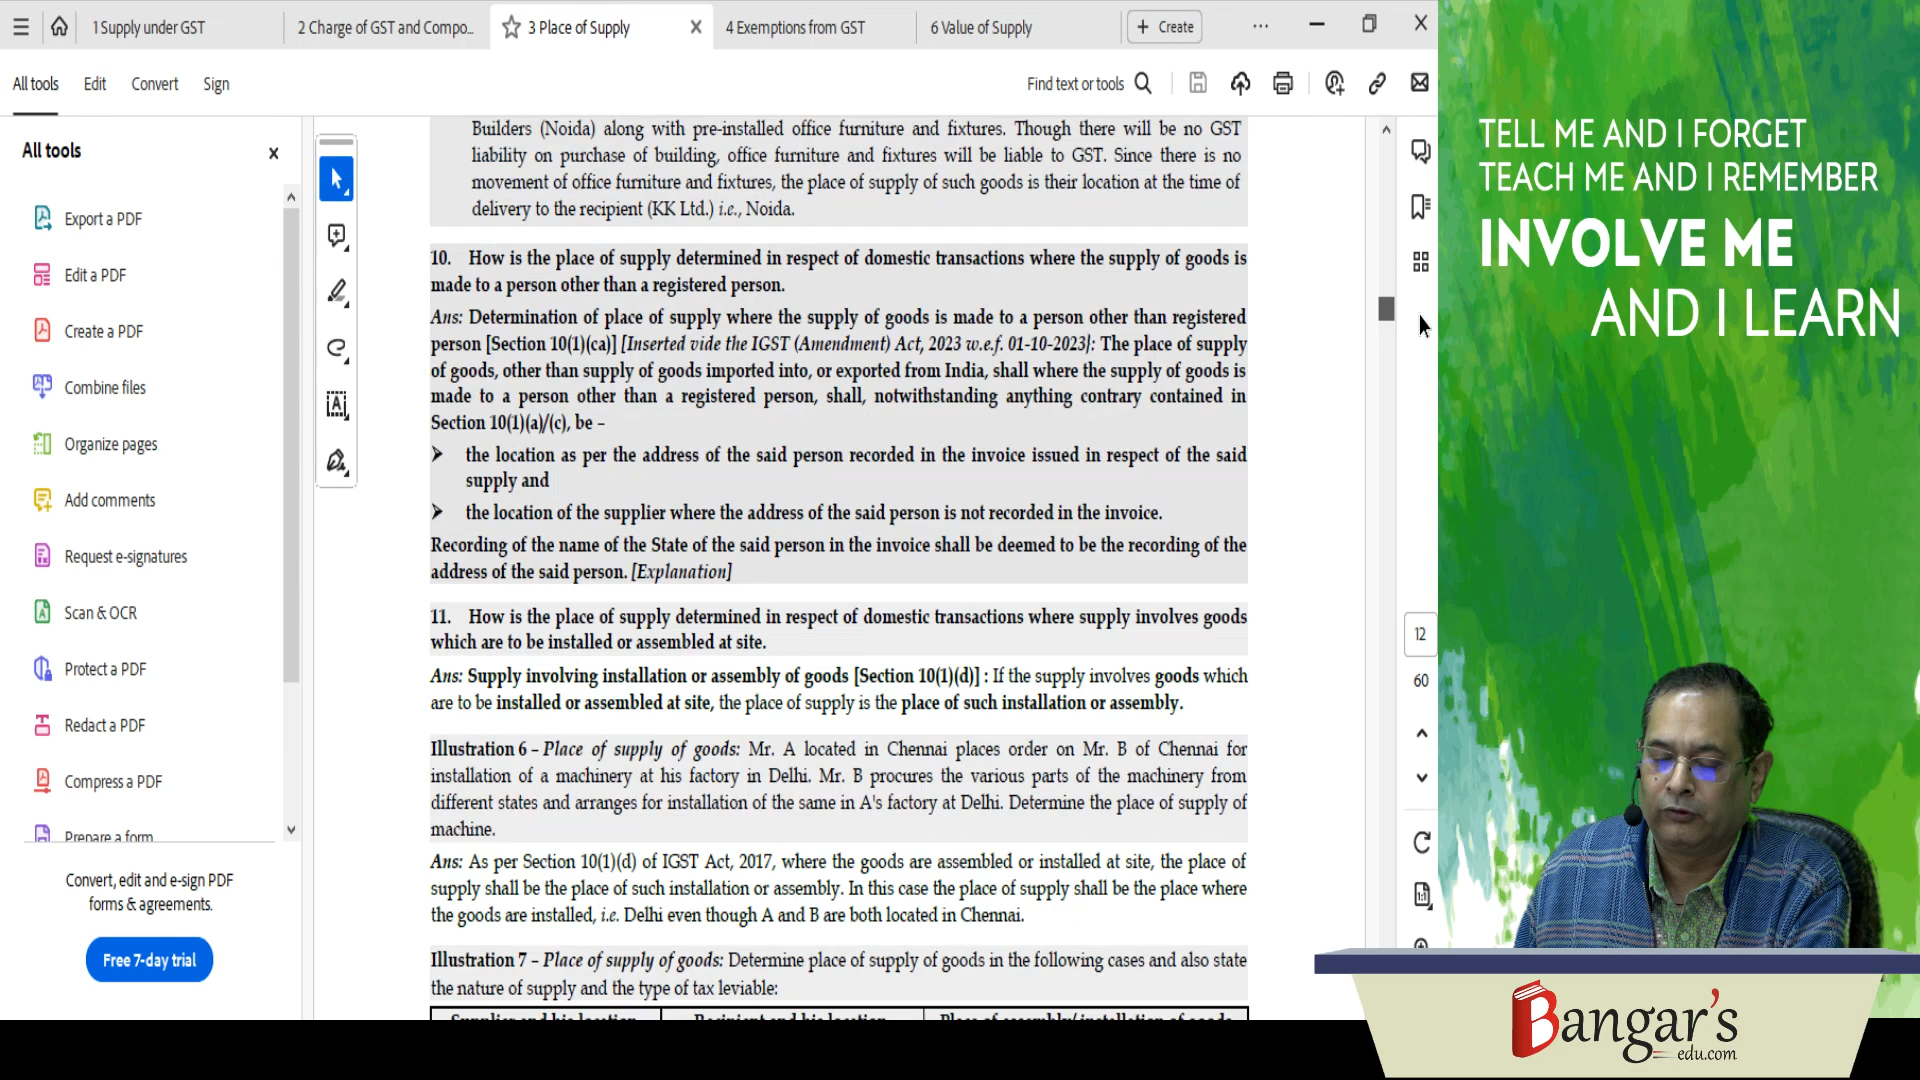 1 Supply under GST
2 Charge of GST and Compo...
3 Place of Supply
4 Exemptions from GST
6 Value of Supply
+ Create
All tools
Edit
Convert
Sign
Find text or tools
All tools
Export a PDF
Edit a PDF
Create a PDF
Combine files
Organize pages
Add comments
Request e-signatures
Scan & OCR
Protect a PDF
Redact a PDF
Compress a PDF
Prepare a form
Convert, edit and e-sign PDF
forms & agreements.
Free 7-day trial
Builders (Noida) along with pre-installed office furniture and fixtures. Though there will be no GST
liability on purchase of building, office furniture and fixtures will be liable to GST. Since there is no
movement of office furniture and fixtures, the place of supply of such goods is their location at the time of
delivery to the recipient (KK Ltd.) i.e., Noida.
10. How is the place of supply determined in respect of domestic transactions where the supply of goods is
made to a person other than a registered person.
Ans: Determination of place of supply where the supply of goods is made to a person other than registered
person [Section 10(1)(ca)] [Inserted vide the IGST (Amendment) Act, 2023 w.e.f. 01-10-2023]: The place of supply
of goods, other than supply of goods imported into, or exported from India, shall where the supply of goods is
made to a person other than a registered person, shall, notwithstanding anything contrary contained in
Section 10(1)(a)/(c), be –
➤ the location as per the address of the said person recorded in the invoice issued in respect of the said
supply and
➤ the location of the supplier where the address of the said person is not recorded in the invoice.
Recording of the name of the State of the said person in the invoice shall be deemed to be the recording of the
address of the said person. [Explanation]
11. How is the place of supply determined in respect of domestic transactions where supply involves goods
which are to be installed or assembled at site.
Ans: Supply involving installation or assembly of goods [Section 10(1)(d)] : If the supply involves goods which
are to be installed or assembled at site, the place of supply is the place of such installation or assembly.
Illustration 6 – Place of supply of goods: Mr. A located in Chennai places order on Mr. B of Chennai for
installation of a machinery at his factory in Delhi. Mr. B procures the various parts of the machinery from
different states and arranges for installation of the same in A's factory at Delhi. Determine the place of supply of
machine.
Ans: As per Section 10(1)(d) of IGST Act, 2017, where the goods are assembled or installed at site, the place of
supply shall be the place of such installation or assembly. In this case the place of supply shall be the place where
the goods are installed, i.e. Delhi even though A and B are both located in Chennai.
Illustration 7 – Place of supply of goods: Determine place of supply of goods in the following cases and also state
the nature of supply and the type of tax leviable:
Supplier and his location
Recipient and his location
Place of assembly/ installation of goods
12
60
TELL ME AND I FORGET
TEACH ME AND I REMEMBER
INVOLVE ME
AND I LEARN
Bangar's
edu.com